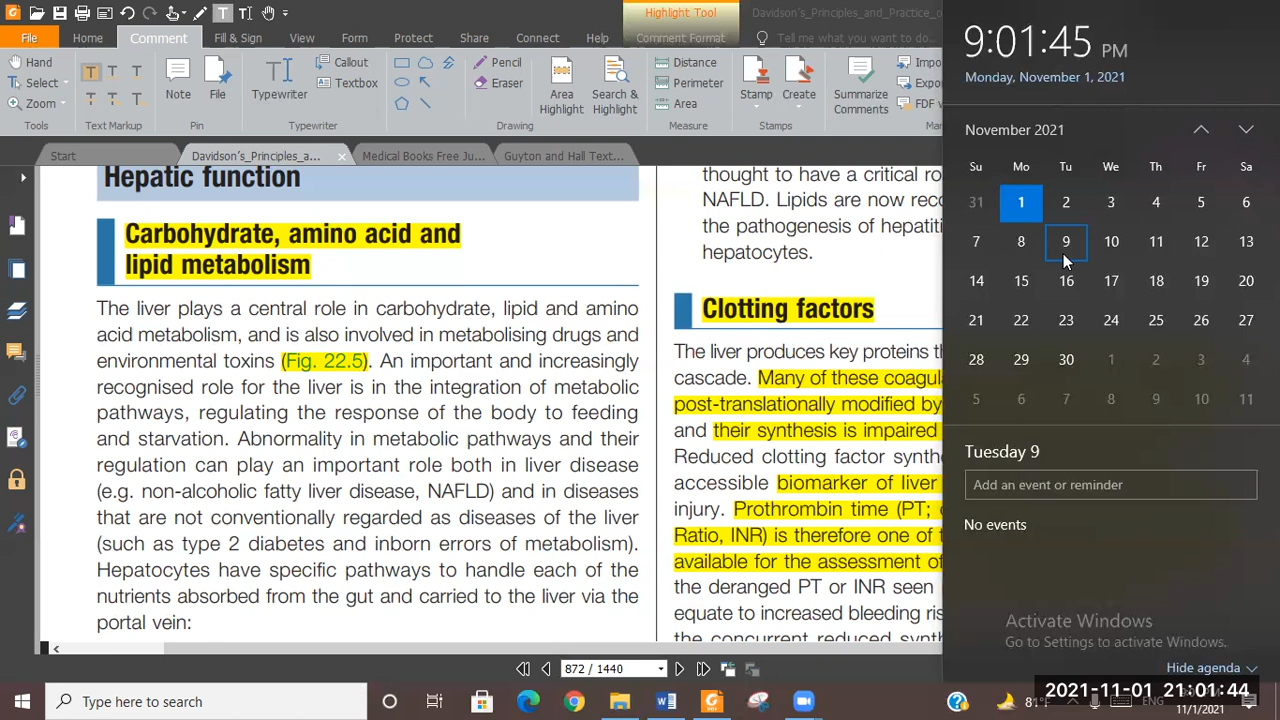 Highlight Tool
Davidson's_Principles_and_Practice_o
File
Home
Comment
Fill & Sign
View
Form
Protect
Share
Connect
Help
Comment Format
Tell me what you want to do
Hand
Select
Zoom
Tools
Text Markup
Note
File
Pin
Typewriter
Callout
Textbox
Typewriter
Pencil
Eraser
Drawing
Area Highlight
Search & Highlight
Distance
Perimeter
Area
Measure
Stamp
Create
Stamps
Summarize Comments
Impo
Expor
FDF v
Start
Davidson's_Principles_a...
Medical Books Free Ju...
Guyton and Hall Text...
Hepatic function
Carbohydrate, amino acid and
lipid metabolism
The liver plays a central role in carbohydrate, lipid and amino
acid metabolism, and is also involved in metabolising drugs and
environmental toxins (Fig. 22.5). An important and increasingly
recognised role for the liver is in the integration of metabolic
pathways, regulating the response of the body to feeding
and starvation. Abnormality in metabolic pathways and their
regulation can play an important role both in liver disease
(e.g. non-alcoholic fatty liver disease, NAFLD) and in diseases
that are not conventionally regarded as diseases of the liver
(such as type 2 diabetes and inborn errors of metabolism).
Hepatocytes have specific pathways to handle each of the
nutrients absorbed from the gut and carried to the liver via the
portal vein:
thought to have a critical ro
NAFLD. Lipids are now reco
the pathogenesis of hepatiti
hepatocytes.
Clotting factors
The liver produces key proteins th
cascade. Many of these coagula
post-translationally modified by
and their synthesis is impaired
Reduced clotting factor synthe
accessible biomarker of liver
injury. Prothrombin time (PT;
Ratio, INR) is therefore one of t
available for the assessment of
the deranged PT or INR seen
equate to increased bleeding ris
the concurrent reduced synth
872 / 1440
9:01:45 PM
Monday, November 1, 2021
November 2021
Su Mo Tu We Th Fr Sa
31 1 2 3 4 5 6
7 8 9 10 11 12 13
14 15 16 17 18 19 20
21 22 23 24 25 26 27
28 29 30 1 2 3 4
5 6 7 8 9 10 11
Tuesday 9
Add an event or reminder
No events
Activate Windows
Go to Settings to activate Windows.
Hide agenda
2021-11-01 21:01:44
Type here to search
81°
ENG
11/1/2021